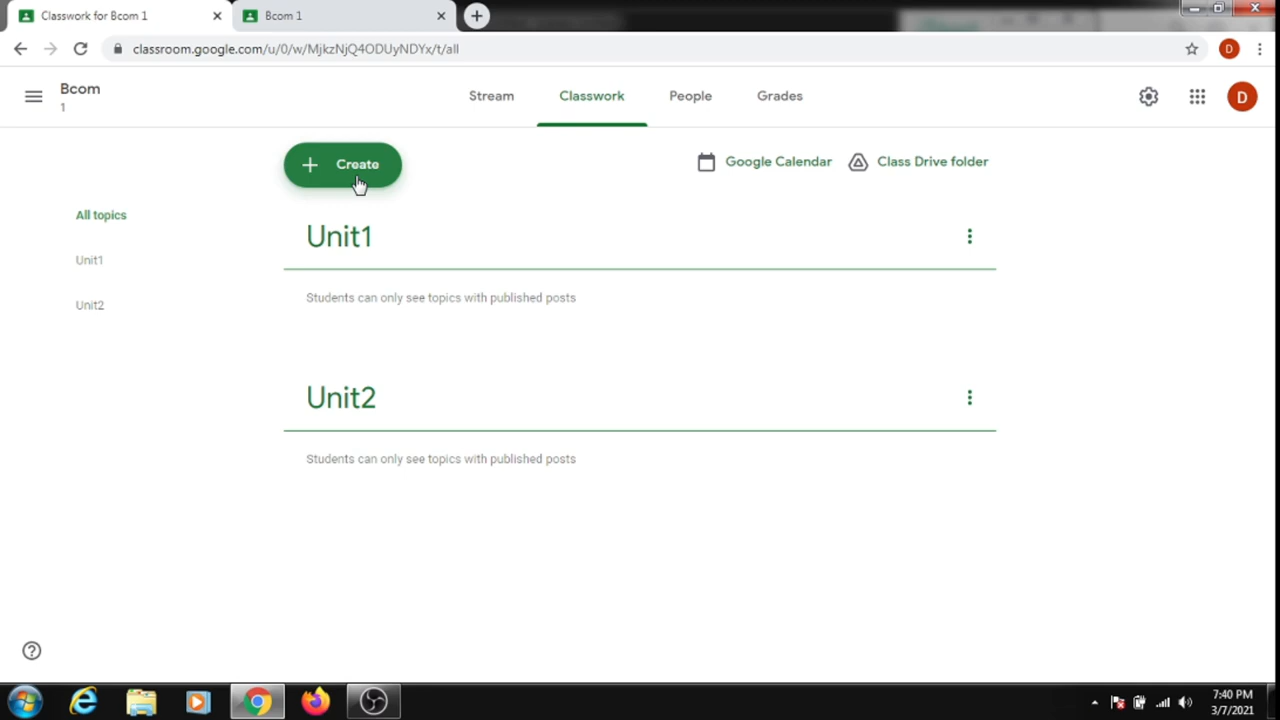 Classwork for Bcom 1
Bcom 1
classroom.google.com/u/0/w/MjkzNjQ4ODUyNDYx/t/all
D
Bcom
1
Stream
Classwork
People
Grades
D
Create
Google Calendar
Class Drive folder
All topics
Unit1
Unit2
Unit1
Students can only see topics with published posts
Unit2
Students can only see topics with published posts
7:40 PM
3/7/2021